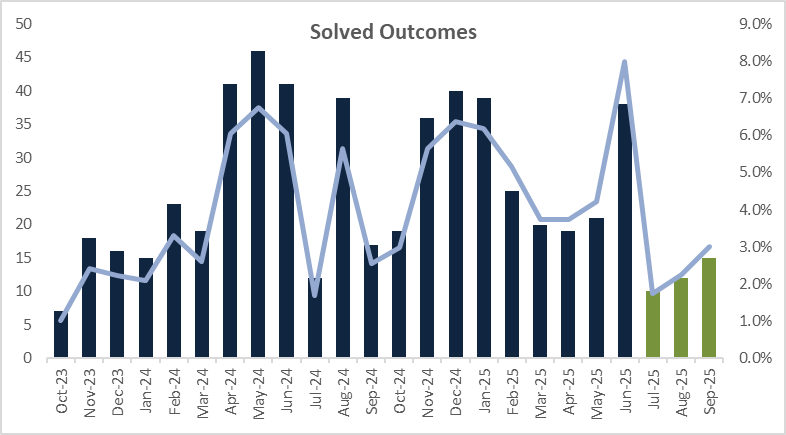 Solved Outcomes
50
45
40
35
30
25
20
15
10
5
0
9.0%
8.0%
7.0%
6.0%
5.0%
4.0%
3.0%
2.0%
1.0%
0.0%
Oct-23
Nov-23
Dec-23
Jan-24
Feb-24
Mar-24
Apr-24
May-24
Jun-24
Jul-24
Aug-24
Sep-24
Oct-24
Nov-24
Dec-24
Jan-25
Feb-25
Mar-25
Apr-25
May-25
Jun-25
Jul-25
Aug-25
Sep-25